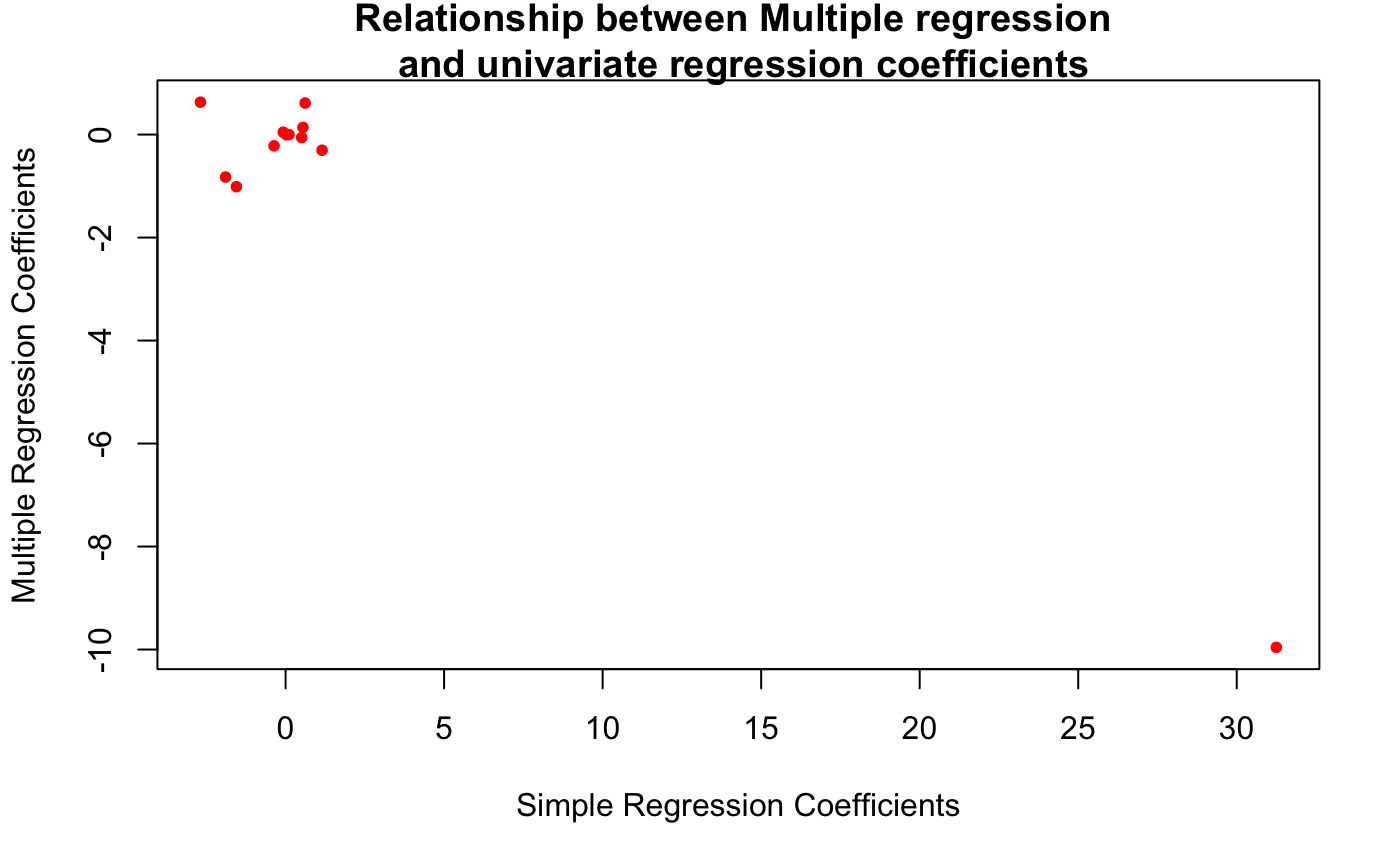 Relationship between Multiple regression
and univariate regression coefficients
Multiple Regression Coefficients
0
-2
-4
-6
-8
-10
0 5 10 15 20 25 30
Simple Regression Coefficients